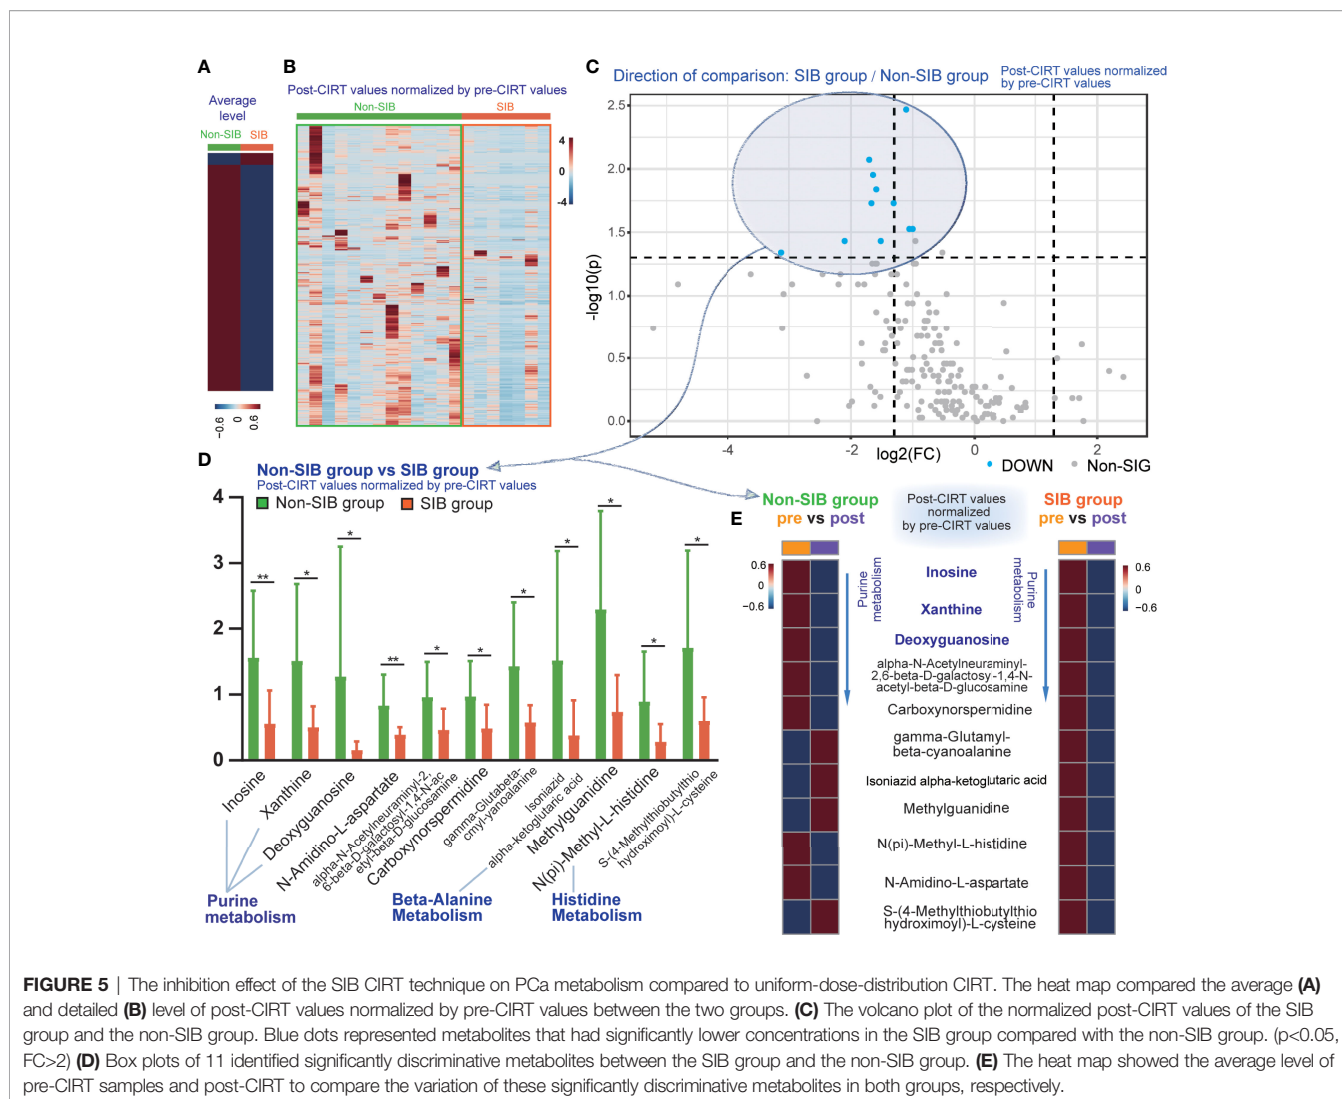 A
Average
level
Non-SIB SIB
−0.6
0
0.6
B
Post-CIRT values normalized by pre-CIRT values
Non-SIB
SIB
4
-4
C
Direction of comparison: SIB group / Non-SIB group
Post-CIRT values normalized
by pre-CIRT values
-log10(p)
2.5
2.0
1.5
1.0
0.5
0.0
-4
-2
0
2
log2(FC)
DOWN
Non-SIG
D
Non-SIB group vs SIB group
Post-CIRT values normalized by pre-CIRT values
Non-SIB group
SIB group
4
3
2
1
0
**
*
*
**
*
*
*
*
*
*
*
Inosine
Xanthine
Deoxyguanosine
N-Amidino-L-aspartate
alpha-N-Acetylneuraminyl-2,
6-beta-D-galactosyl-1,4-N-ac
etyl-beta-D-glucosamine
Carboxynorspermidine
gamma-Glutabeta-
cmyl-yanoalanine
Isoniazid
alpha-ketoglutaric acid
Methylguanidine
N(pi)-Methyl-L-histidine
S-(4-Methylthiobutylthio
hydroximoyl)-L-cysteine
Purine
metabolism
Beta-Alanine
Metabolism
Histidine
Metabolism
E
Non-SIB group
pre vs post
Post-CIRT values
normalized
by pre-CIRT values
SIB group
pre vs post
0.6
0
−0.6
Purine
metabolism
Inosine
Xanthine
Deoxyguanosine
alpha-N-Acetylneuraminyl-
2,6-beta-D-galactosy-1,4-N-
acetyl-beta-D-glucosamine
Carboxynorspermidine
gamma-Glutanyl-
beta-cyanoalanine
Isoniazid alpha-ketoglutaric acid
Methylguanidine
N(pi)-Methyl-L-histidine
N-Amidino-L-aspartate
S-(4-Methylthiobutylthio
hydroximoyl)-L-cysteine
Purine
metabolism
0.6
0
−0.6
FIGURE 5 | The inhibition effect of the SIB CIRT technique on PCa metabolism compared to uniform-dose-distribution CIRT. The heat map compared the average (A)
and detailed (B) level of post-CIRT values normalized by pre-CIRT values between the two groups. (C) The volcano plot of the normalized post-CIRT values of the SIB
group and the non-SIB group. Blue dots represented metabolites that had significantly lower concentrations in the SIB group compared with the non-SIB group. (p<0.05,
FC>2) (D) Box plots of 11 identified significantly discriminative metabolites between the SIB group and the non-SIB group. (E) The heat map showed the average level of
pre-CIRT samples and post-CIRT to compare the variation of these significantly discriminative metabolites in both groups, respectively.